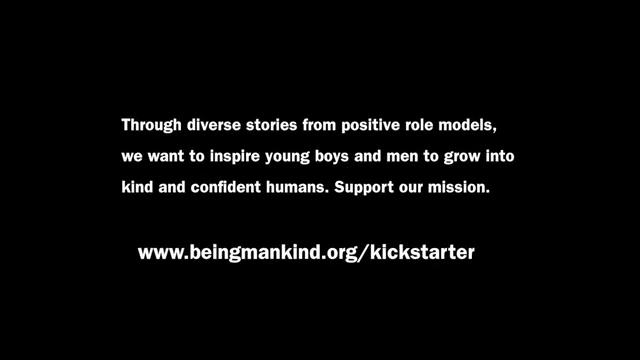 Through diverse stories from positive role models,
we want to inspire young boys and men to grow into
kind and confident humans. Support our mission.
www.beingmankind.org/kickstarter